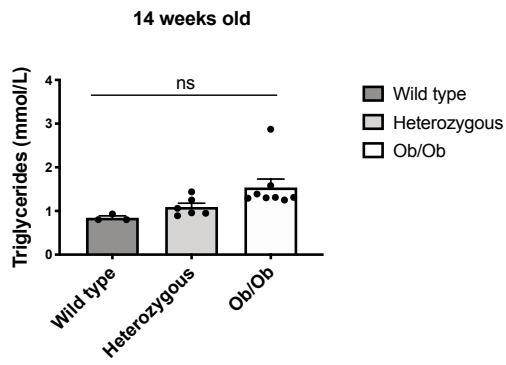 14 weeks old
Triglycerides (mmol/L)
4
3
2
1
0
ns
Wild type
Heterozygous
Ob/Ob
Wild type
Heterozygous
Ob/Ob